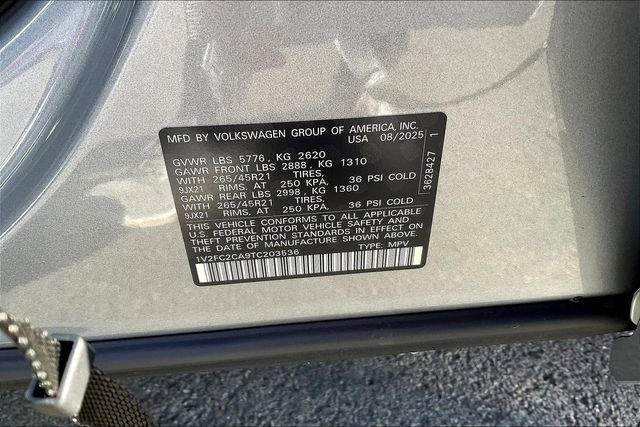 MFD BY VOLKSWAGEN GROUP OF AMERICA, INC.
USA 08/2025
GVWR LBS 5776, KG 2620
GAWR FRONT LBS 2888, KG 1310
WITH 265/45R21 TIRES,
9JX21 RIMS. AT 250 KPA, 36 PSI COLD
GAWR REAR LBS 2998, KG 1360
WITH 265/45R21 TIRES,
9JX21 RIMS. AT 250 KPA, 36 PSI COLD
THIS VEHICLE CONFORMS TO ALL APPLICABLE
U.S. FEDERAL MOTOR VEHICLE SAFETY AND
THEFT PREVENTION STANDARDS IN EFFECT ON
THE DATE OF MANUFACTURE SHOWN ABOVE.
1V2FC2CA9TC203536 TYPE: MPV
3628427 1